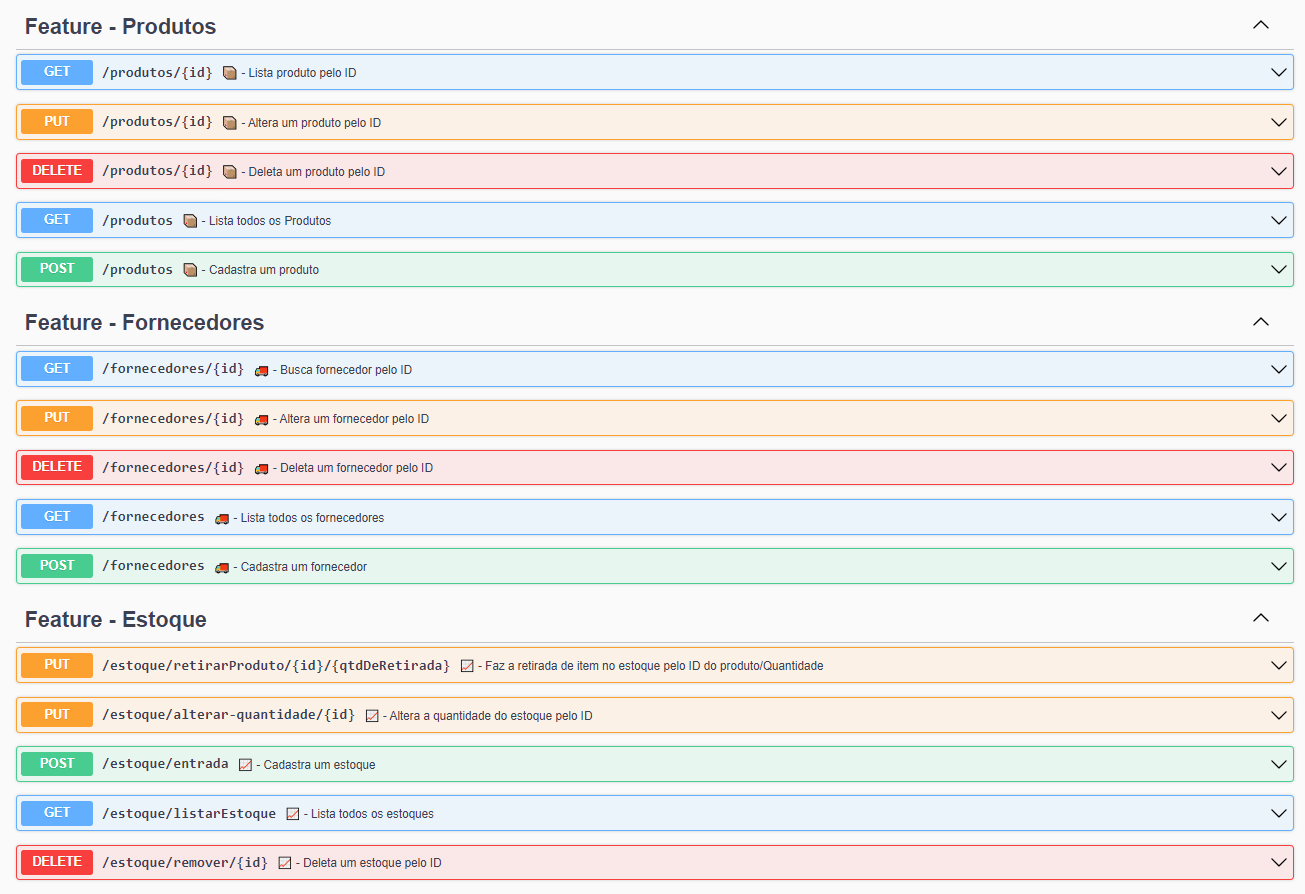 Feature - Produtos
GET /produtos/{id} 📦 - Lista produto pelo ID
PUT /produtos/{id} 📦 - Altera um produto pelo ID
DELETE /produtos/{id} 📦 - Deleta um produto pelo ID
GET /produtos 📦 - Lista todos os Produtos
POST /produtos 📦 - Cadastra um produto
Feature - Fornecedores
GET /fornecedores/{id} 🚚 - Busca fornecedor pelo ID
PUT /fornecedores/{id} 🚚 - Altera um fornecedor pelo ID
DELETE /fornecedores/{id} 🚚 - Deleta um fornecedor pelo ID
GET /fornecedores 🚚 - Lista todos os fornecedores
POST /fornecedores 🚚 - Cadastra um fornecedor
Feature - Estoque
PUT /estoque/retirarProduto/{id}/{qtdDeRetirada} 📈 - Faz a retirada de item no estoque pelo ID do produto/Quantidade
PUT /estoque/alterar-quantidade/{id} 📈 - Altera a quantidade do estoque pelo ID
POST /estoque/entrada 📈 - Cadastra um estoque
GET /estoque/listarEstoque 📈 - Lista todos os estoques
DELETE /estoque/remover/{id} 📈 - Deleta um estoque pelo ID